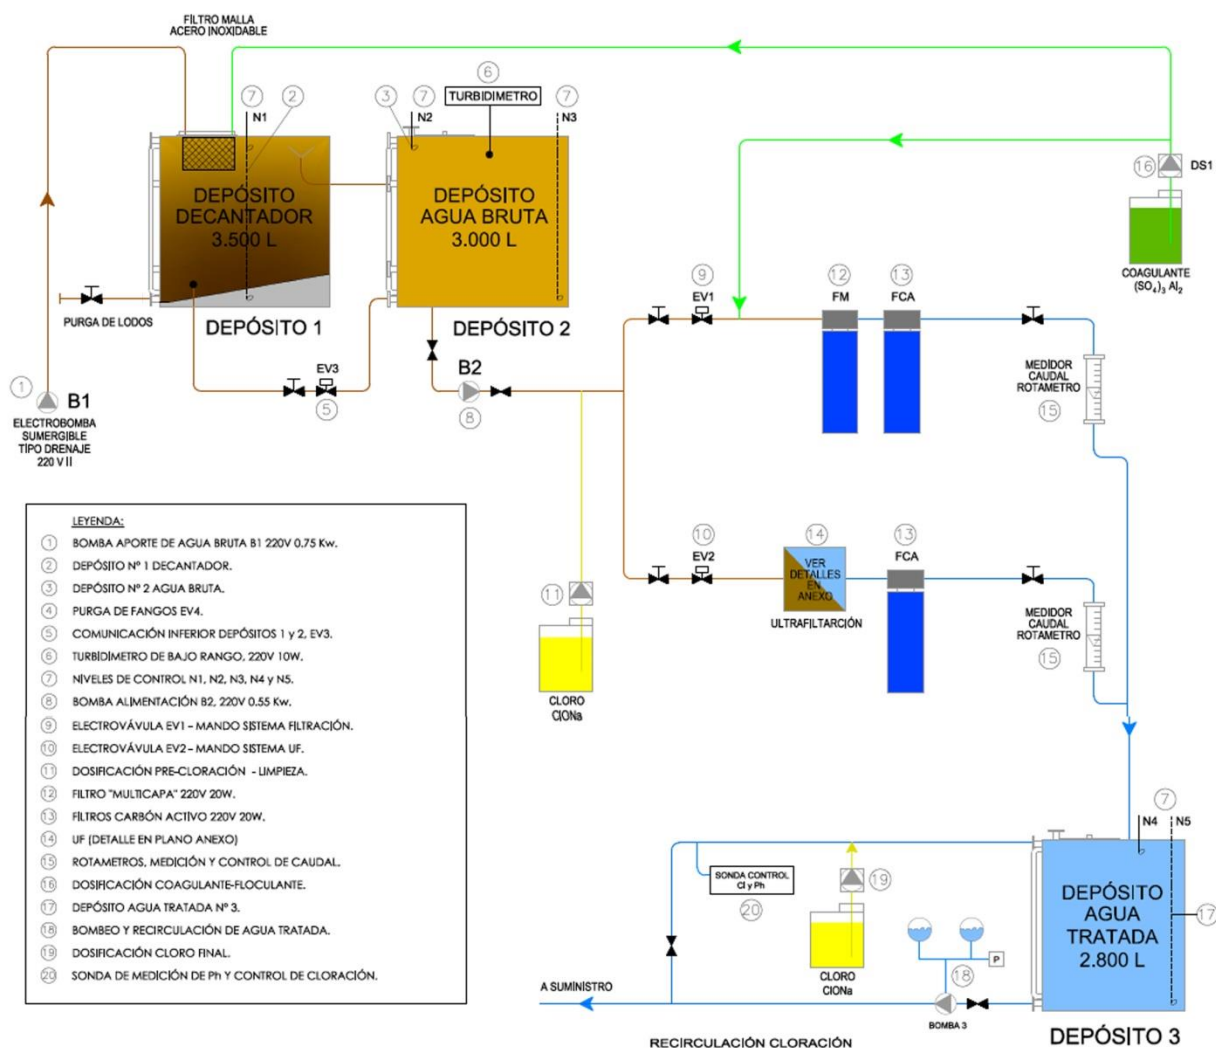 FÍLTRO MALLA
ACERO INOXIDABLE
7
2
N1
3
7
N2
6
TURBIDIMETRO
7
N3
DEPÓSITO
DECANTADOR
3.500 L
DEPÓSITO
AGUA BRUTA
3.000 L
16
DS1
COAGULANTE
(SO₄)₃ Al₂
PURGA DE LODOS
DEPÓSITO 1
DEPÓSITO 2
9
EV1
12
FM
13
FCA
MEDIDOR
CAUDAL
ROTAMETRO
15
1
B1
ELECTROBOMBA
SUMERGIBLE
TIPO DRENAJE
220 V II
EV3
5
B2
8
10
EV2
14
VER
DETALLES
EN
ANEXO
ULTRAFILTARCIÓN
13
FCA
MEDIDOR
CAUDAL
ROTAMETRO
15
11
CLORO
ClONa
LEYENDA:
1 BOMBA APORTE DE AGUA BRUTA B1 220V 0.75 Kw.
2 DEPÓSITO Nº 1 DECANTADOR.
3 DEPÓSITO Nº 2 AGUA BRUTA.
4 PURGA DE FANGOS EV4.
5 COMUNICACIÓN INFERIOR DEPÓSITOS 1 y 2, EV3.
6 TURBIDIMETRO DE BAJO RANGO, 220V 10W.
7 NIVELES DE CONTROL N1, N2, N3, N4 y N5.
8 BOMBA ALIMENTACIÓN B2, 220V 0.55 Kw.
9 ELECTROVÁVULA EV1 – MANDO SISTEMA FILTRACIÓN.
10 ELECTROVÁVULA EV2 – MANDO SISTEMA UF.
11 DOSIFICACIÓN PRE-CLORACIÓN - LIMPIEZA.
12 FILTRO "MULTICAPA" 220V 20W.
13 FILTROS CARBÓN ACTIVO 220V 20W.
14 UF (DETALLE EN PLANO ANEXO)
15 ROTAMETROS, MEDICIÓN Y CONTROL DE CAUDAL.
16 DOSIFICACIÓN COAGULANTE-FLOCULANTE.
17 DEPÓSITO AGUA TRATADA Nº 3.
18 BOMBEO Y RECIRCULACIÓN DE AGUA TRATADA.
19 DOSIFICACIÓN CLORO FINAL.
20 SONDA DE MEDICIÓN DE Ph Y CONTROL DE CLORACIÓN.
7
N4
N5
SONDA CONTROL
Cl y Ph
20
19
CLORO
ClONa
DEPÓSITO
AGUA
TRATADA
2.800 L
17
P
18
A SUMINISTRO
BOMBA 3
RECIRCULACIÓN CLORACIÓN
DEPÓSITO 3